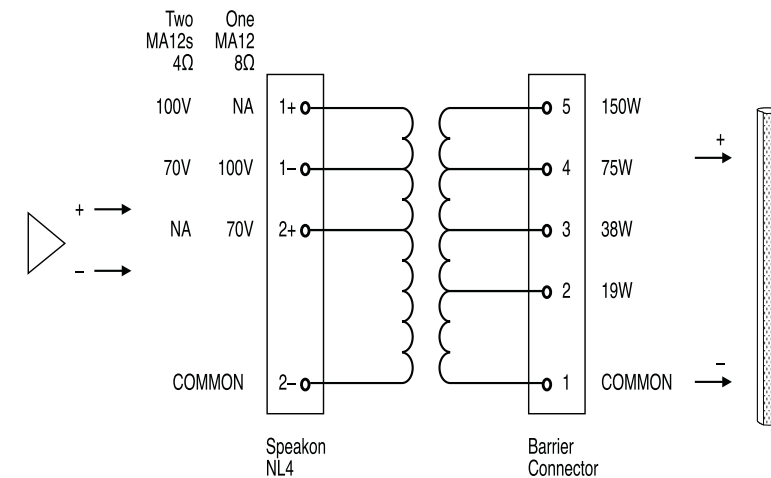 Two One
MA12s MA12
4Ω 8Ω
100V NA 1+ 5 150W
+
70V 100V 1– 4 75W
+
NA 70V 2+ 3 38W
–
2 19W
–
COMMON 2– 1 COMMON
Speakon Barrier
NL4 Connector